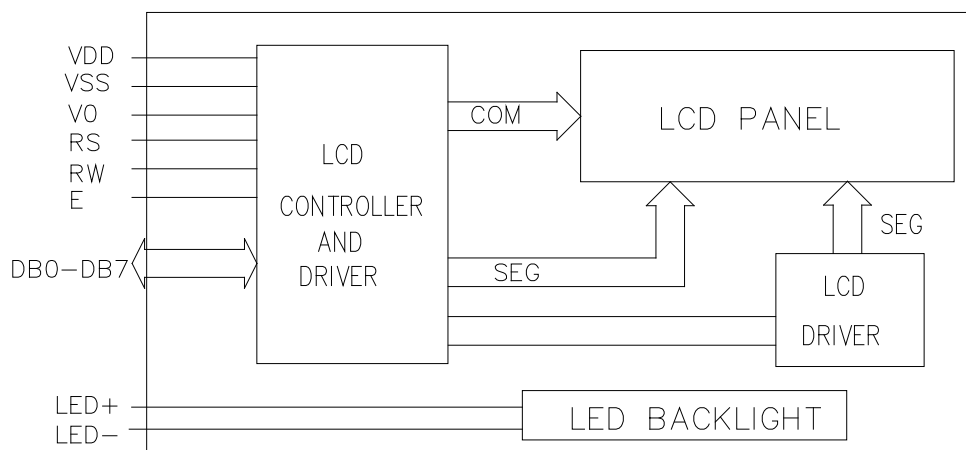 VDD
VSS
V0
RS
RW
E
DB0-DB7
LED+
LED-
LCD
CONTROLLER
AND
DRIVER
COM
SEG
LCD PANEL
SEG
LCD
DRIVER
LED BACKLIGHT